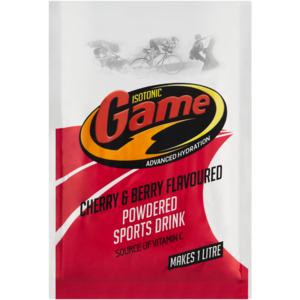 ISOTONIC
Game
ADVANCED HYDRATION
CHERRY & BERRY FLAVOURED
POWDERED
SPORTS DRINK
SOURCE OF VITAMIN C
MAKES 1 LITRE